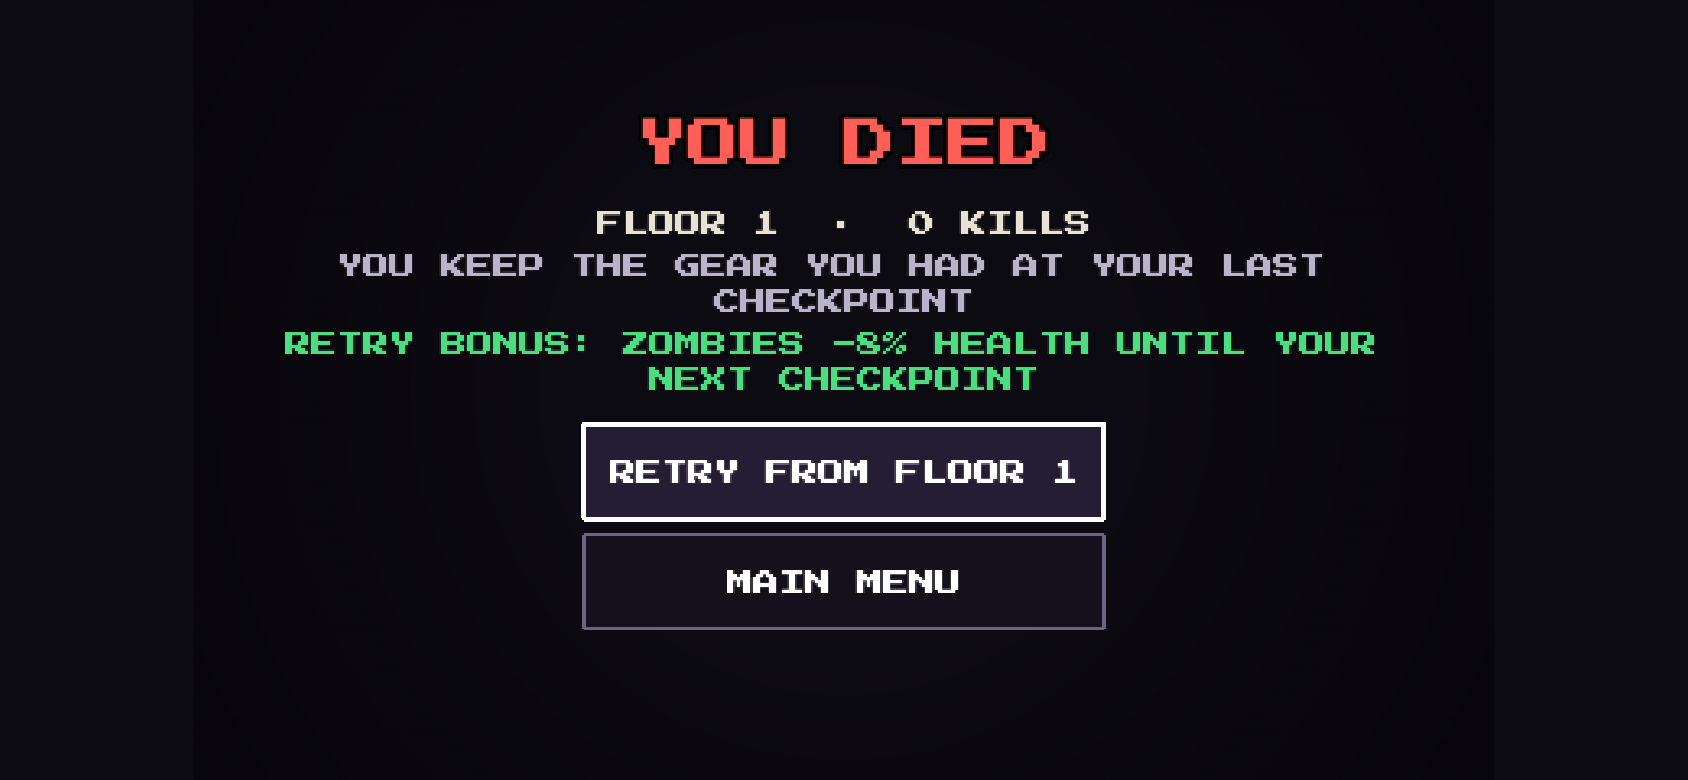 YOU DIED
FLOOR 1 · 0 KILLS
YOU KEEP THE GEAR YOU HAD AT YOUR LAST
CHECKPOINT
RETRY BONUS: ZOMBIES -8% HEALTH UNTIL YOUR
NEXT CHECKPOINT
RETRY FROM FLOOR 1
MAIN MENU